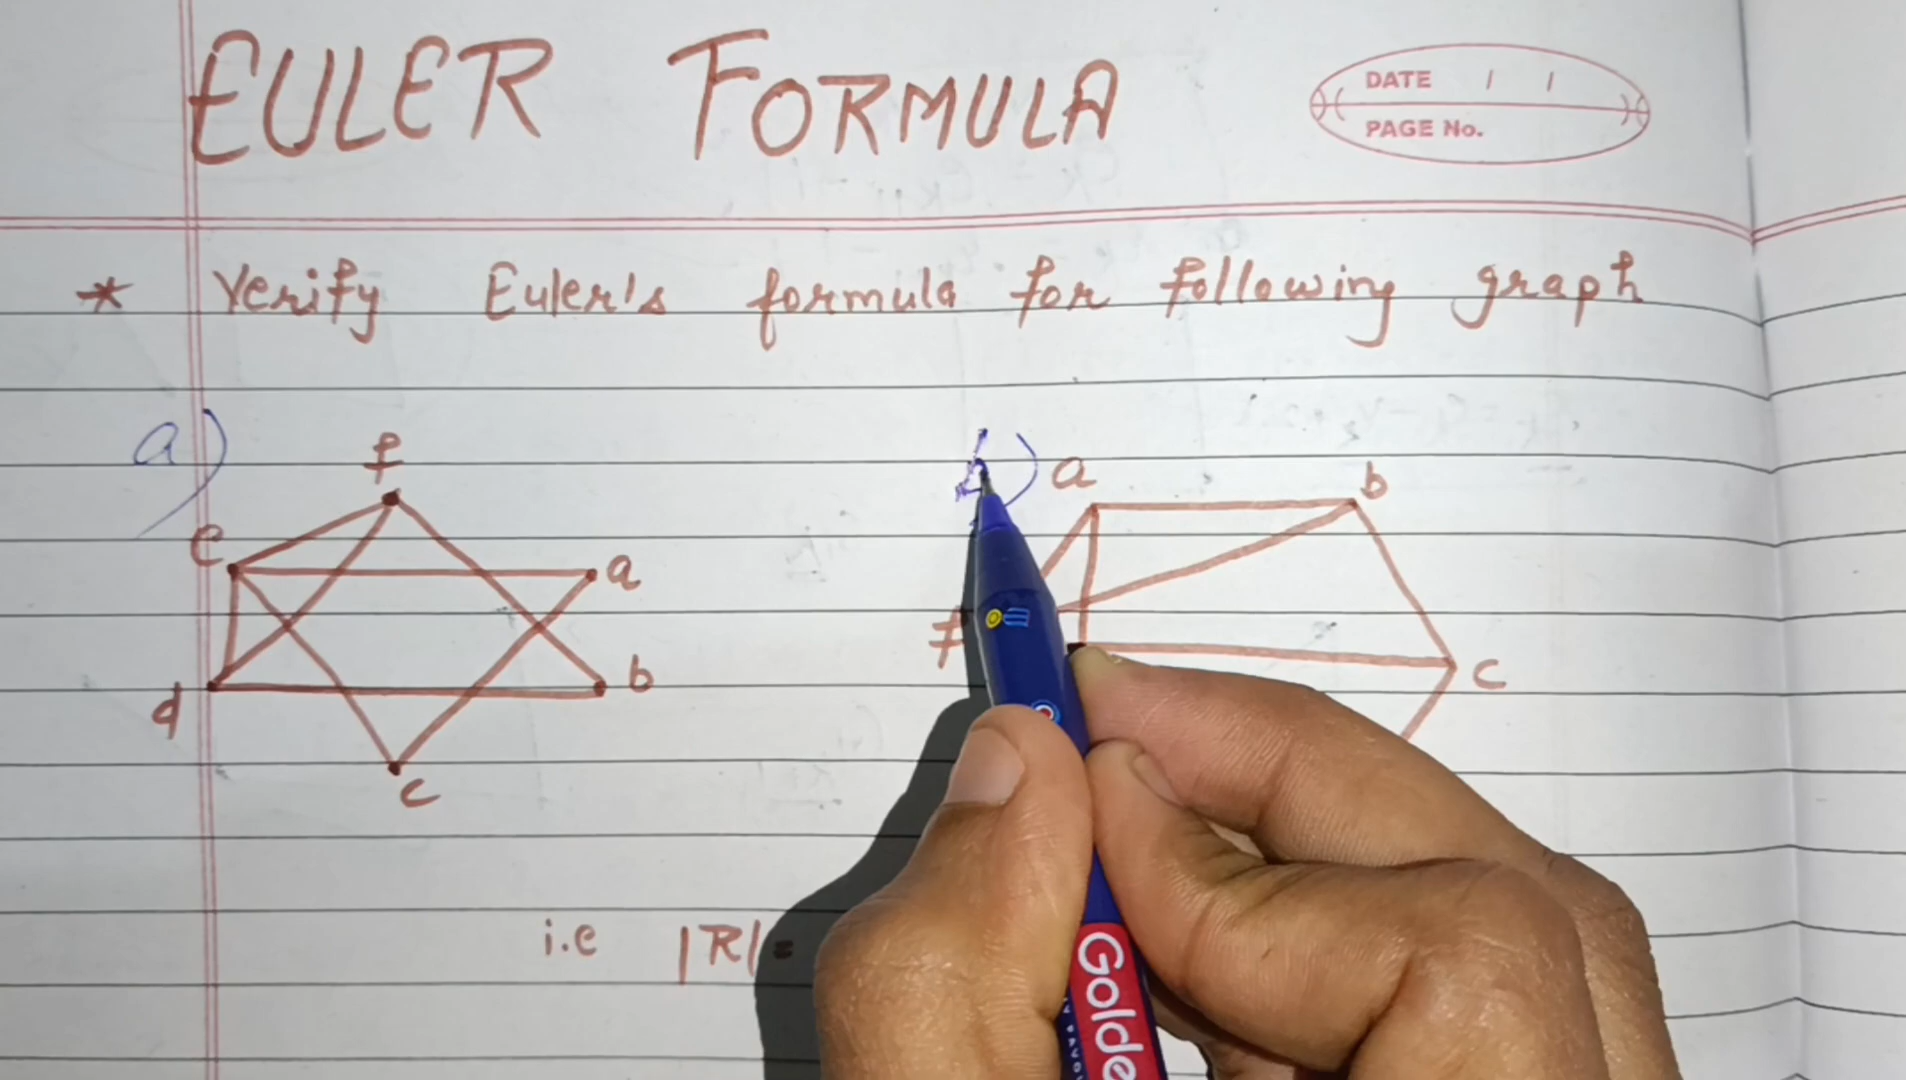 EULER FORMULA
DATE / /
PAGE No.
* Verify Euler's formula for following graph
a)
f
e
a
d
b
c
)
a
b
f
c
i.e |R| =
Golde